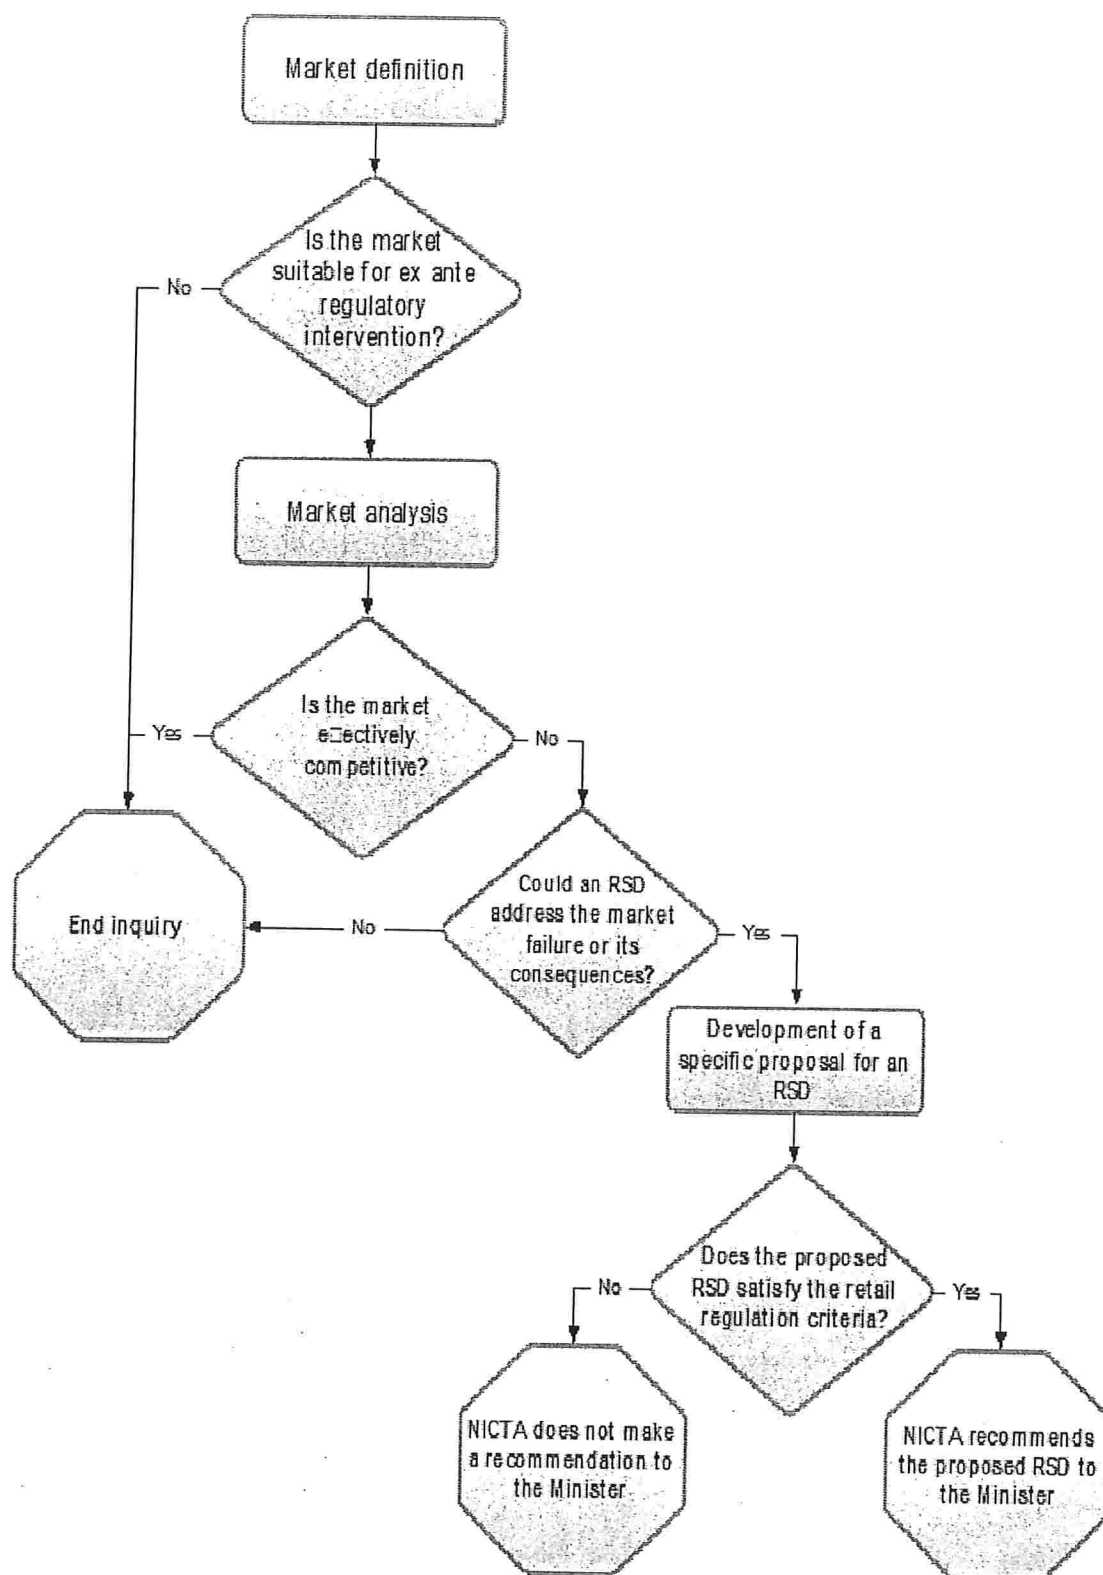 Market definition
Is the market
suitable for ex ante
regulatory
intervention?
No
Market analysis
Is the market
e□ectively
competitive?
Yes
No
Could an RSD
address the market
failure or its
consequences?
No
Yes
End inquiry
Development of a
specific proposal for an
RSD
Does the proposed
RSD satisfy the retail
regulation criteria?
No
Yes
NICTA does not make
a recommendation to
the Minister
NICTA recommends
the proposed RSD to
the Minister